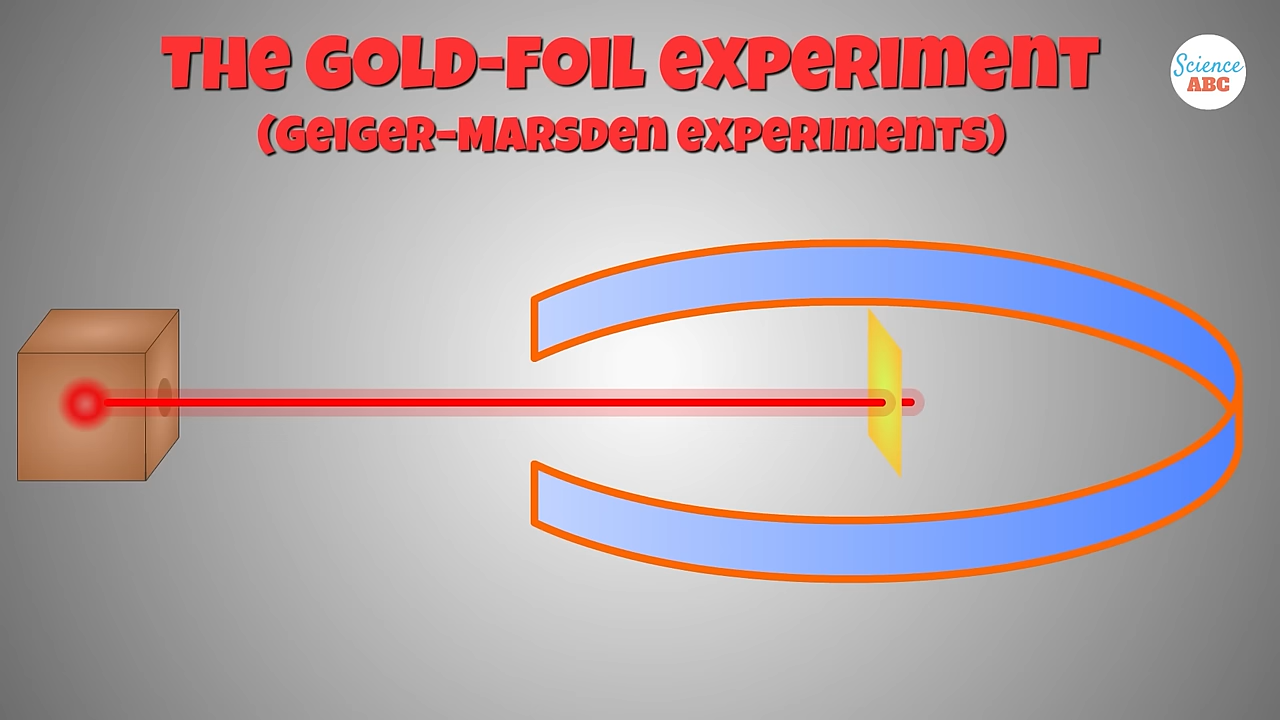 THE GOLD-FOIL EXPERIMENT
(GEIGER-MARSDEN EXPERIMENTS)
Science
ABC